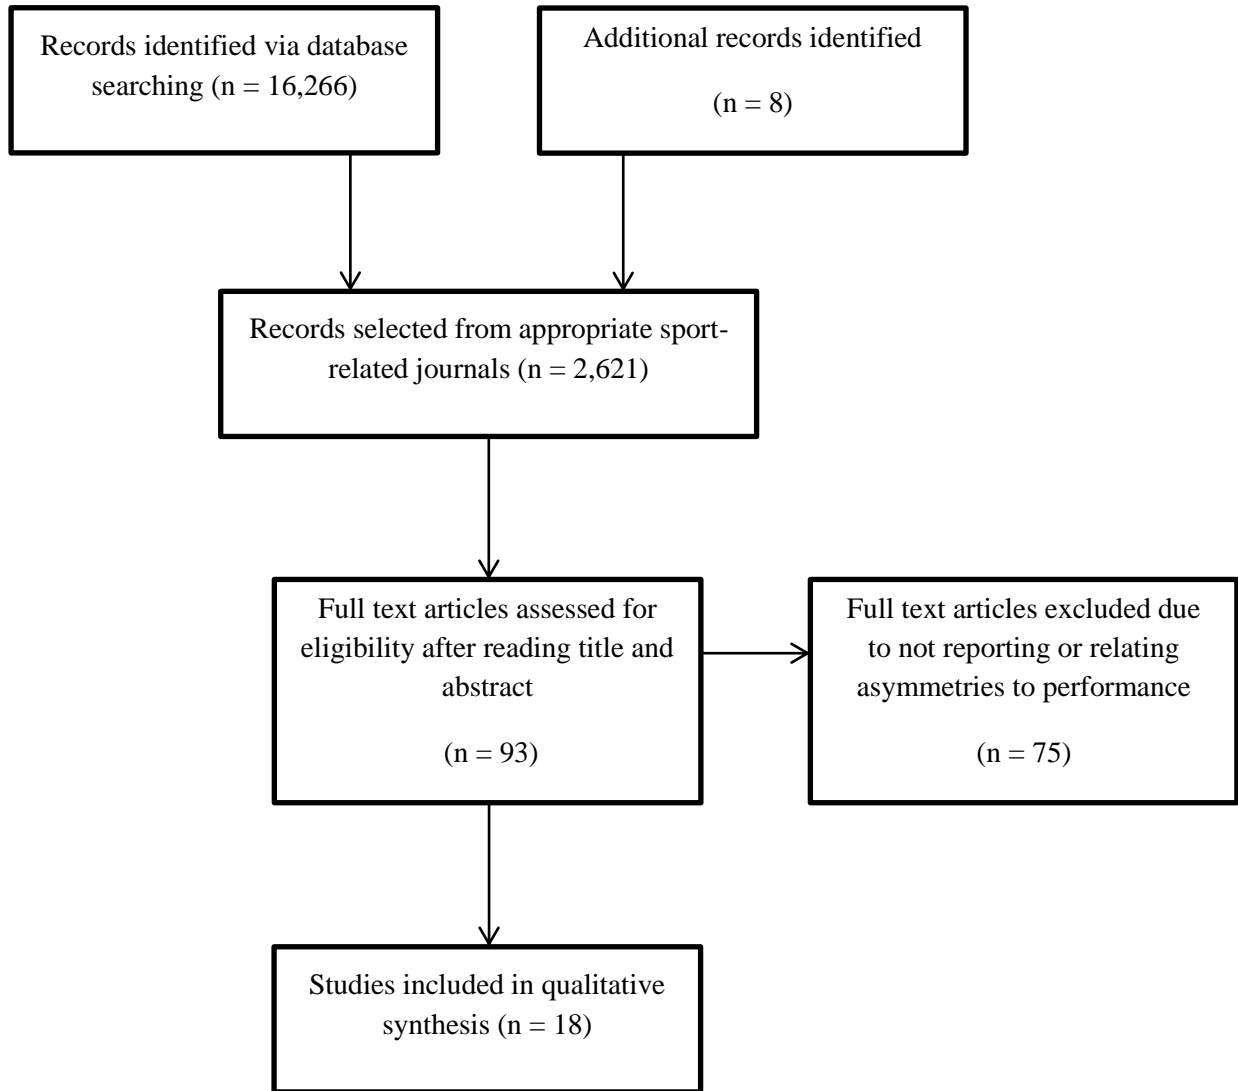 Records identified via database
searching (n = 16,266)
Additional records identified
(n = 8)
Records selected from appropriate sport-
related journals (n = 2,621)
Full text articles assessed for
eligibility after reading title and
abstract
(n = 93)
Full text articles excluded due
to not reporting or relating
asymmetries to performance
(n = 75)
Studies included in qualitative
synthesis (n = 18)